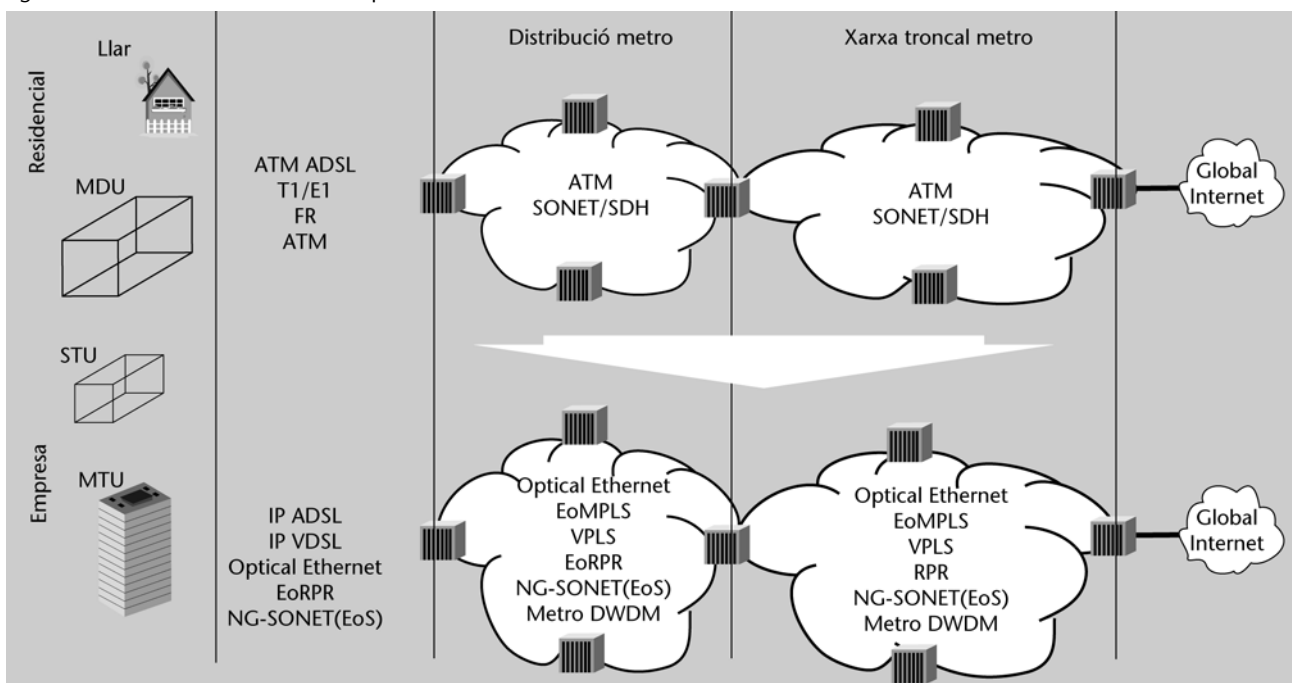 Residencial
Llar
MDU
STU
Empresa
MTU
ATM ADSL
T1/E1
FR
ATM
IP ADSL
IP VDSL
Optical Ethernet
EoRPR
NG-SONET(EoS)
Distribució metro
ATM
SONET/SDH
Optical Ethernet
EoMPLS
VPLS
EoRPR
NG-SONET(EoS)
Metro DWDM
Xarxa troncal metro
ATM
SONET/SDH
Optical Ethernet
EoMPLS
VPLS
RPR
NG-SONET(EoS)
Metro DWDM
Global
Internet
Global
Internet